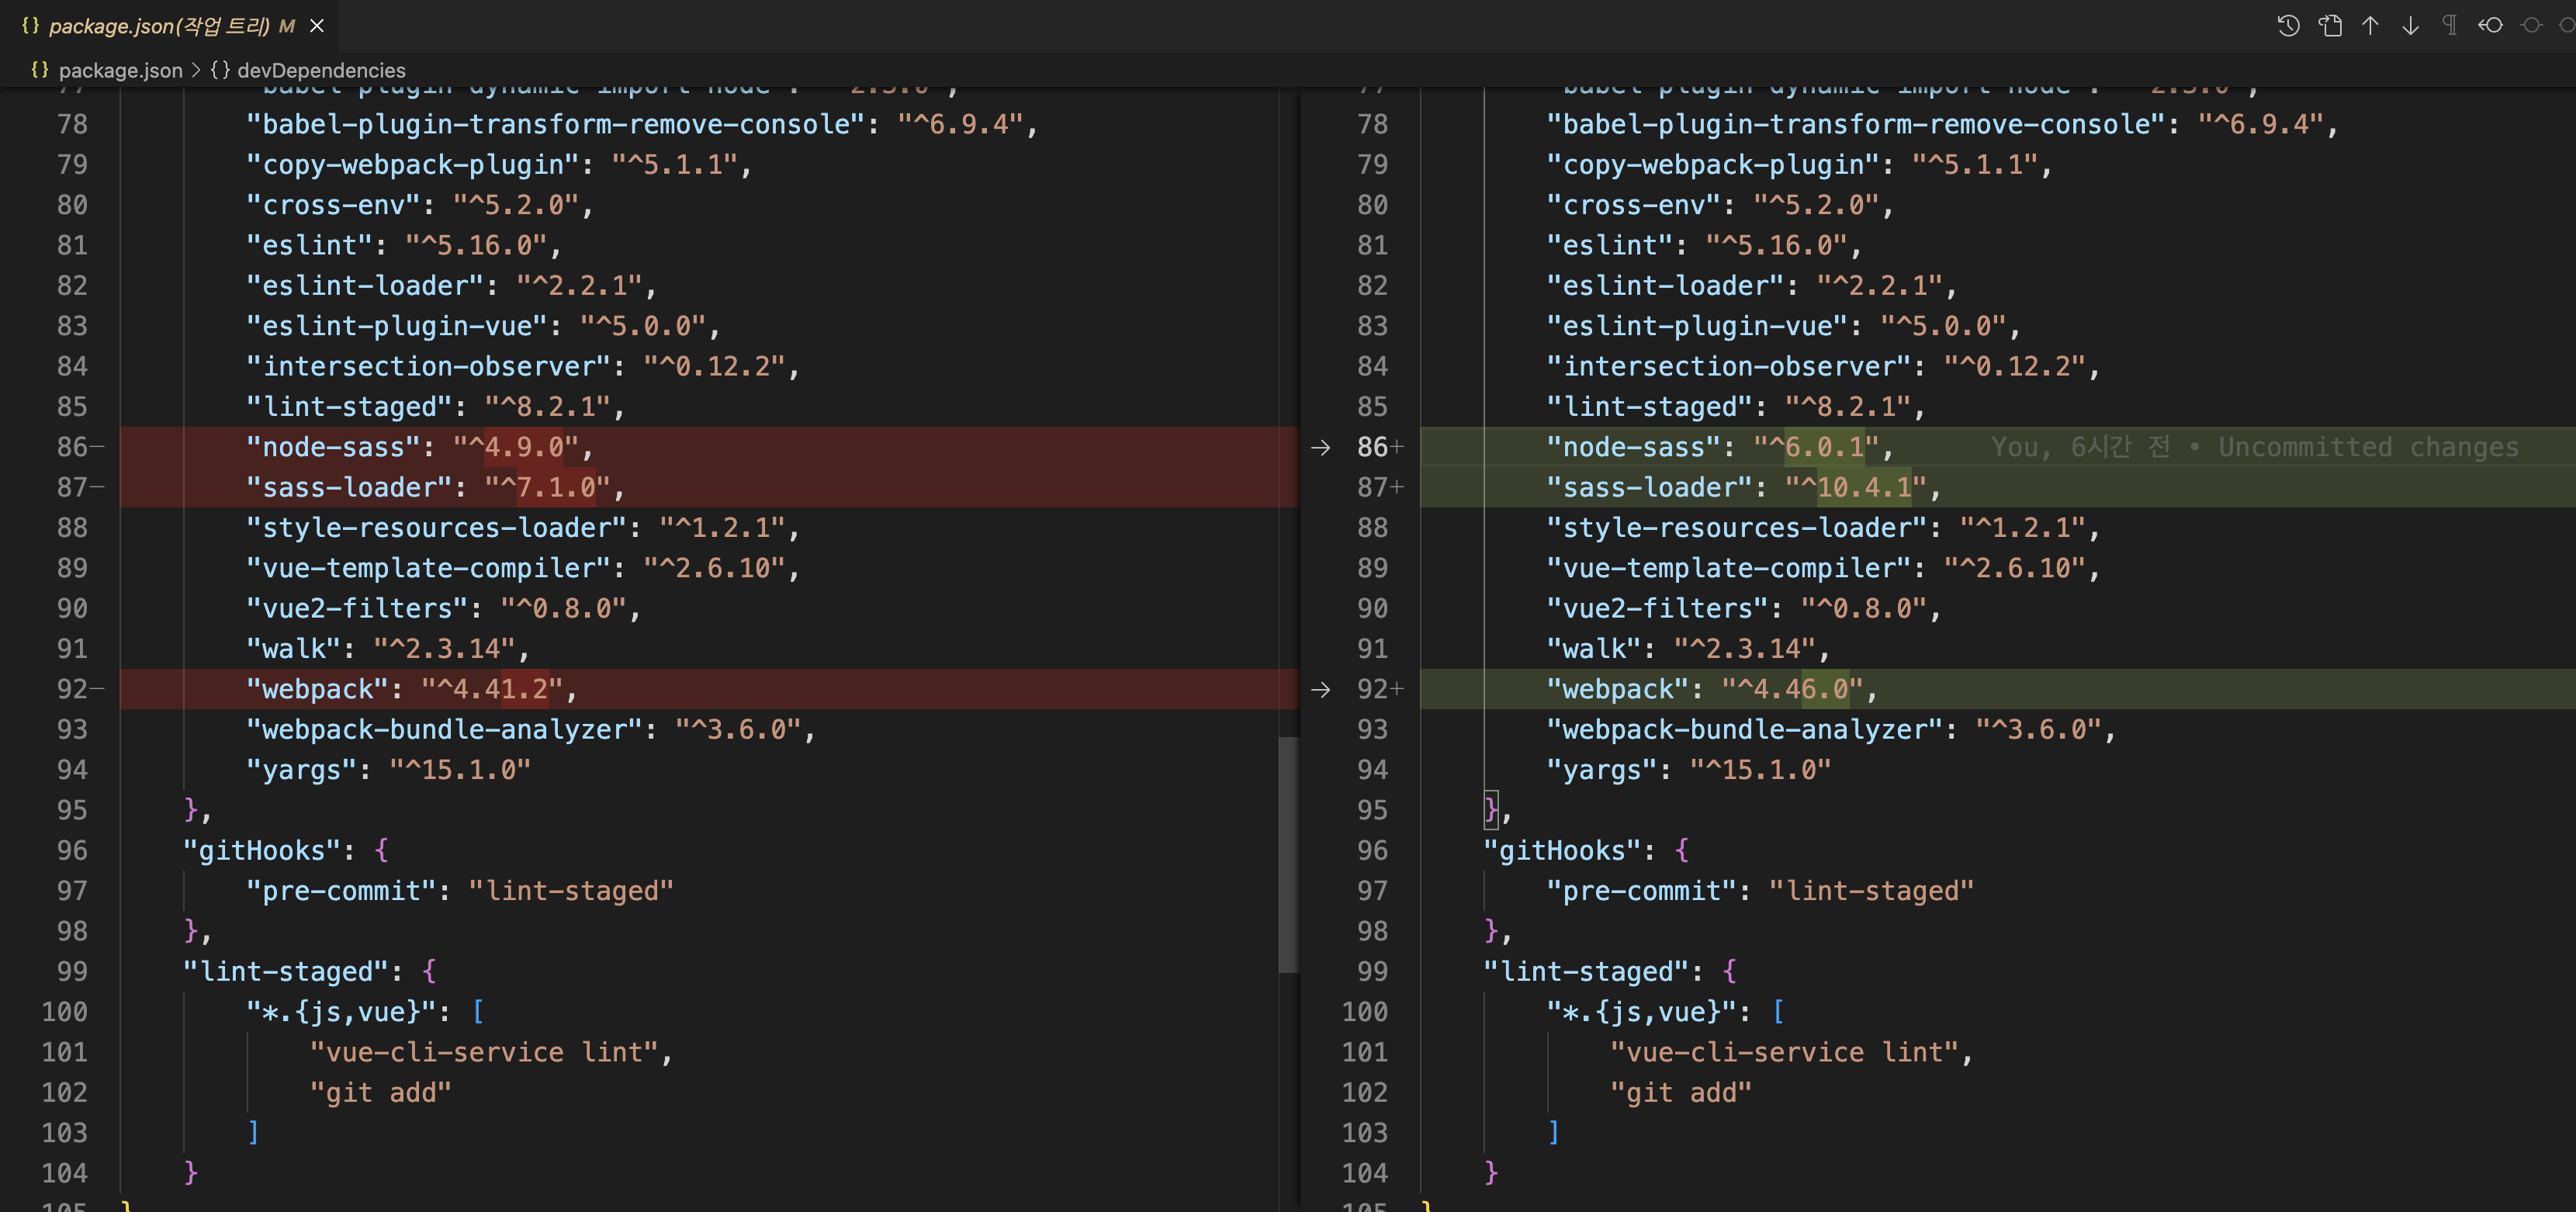 package.json(작업 트리) M
package.json > {} devDependencies
78 "babel-plugin-transform-remove-console": "^6.9.4",
79 "copy-webpack-plugin": "^5.1.1",
80 "cross-env": "^5.2.0",
81 "eslint": "^5.16.0",
82 "eslint-loader": "^2.2.1",
83 "eslint-plugin-vue": "^5.0.0",
84 "intersection-observer": "^0.12.2",
85 "lint-staged": "^8.2.1",
86− "node-sass": "^4.9.0",
87− "sass-loader": "^7.1.0",
88 "style-resources-loader": "^1.2.1",
89 "vue-template-compiler": "^2.6.10",
90 "vue2-filters": "^0.8.0",
91 "walk": "^2.3.14",
92− "webpack": "^4.41.2",
93 "webpack-bundle-analyzer": "^3.6.0",
94 "yargs": "^15.1.0"
95 },
96 "gitHooks": {
97 "pre-commit": "lint-staged"
98 },
99 "lint-staged": {
100 "*.{js,vue}": [
101 "vue-cli-service lint",
102 "git add"
103 ]
104 }
105 }
78 "babel-plugin-transform-remove-console": "^6.9.4",
79 "copy-webpack-plugin": "^5.1.1",
80 "cross-env": "^5.2.0",
81 "eslint": "^5.16.0",
82 "eslint-loader": "^2.2.1",
83 "eslint-plugin-vue": "^5.0.0",
84 "intersection-observer": "^0.12.2",
85 "lint-staged": "^8.2.1",
86+ "node-sass": "^6.0.1", You, 6시간 전 • Uncommitted changes
87+ "sass-loader": "^10.4.1",
88 "style-resources-loader": "^1.2.1",
89 "vue-template-compiler": "^2.6.10",
90 "vue2-filters": "^0.8.0",
91 "walk": "^2.3.14",
92+ "webpack": "^4.46.0",
93 "webpack-bundle-analyzer": "^3.6.0",
94 "yargs": "^15.1.0"
95 },
96 "gitHooks": {
97 "pre-commit": "lint-staged"
98 },
99 "lint-staged": {
100 "*.{js,vue}": [
101 "vue-cli-service lint",
102 "git add"
103 ]
104 }
105 }